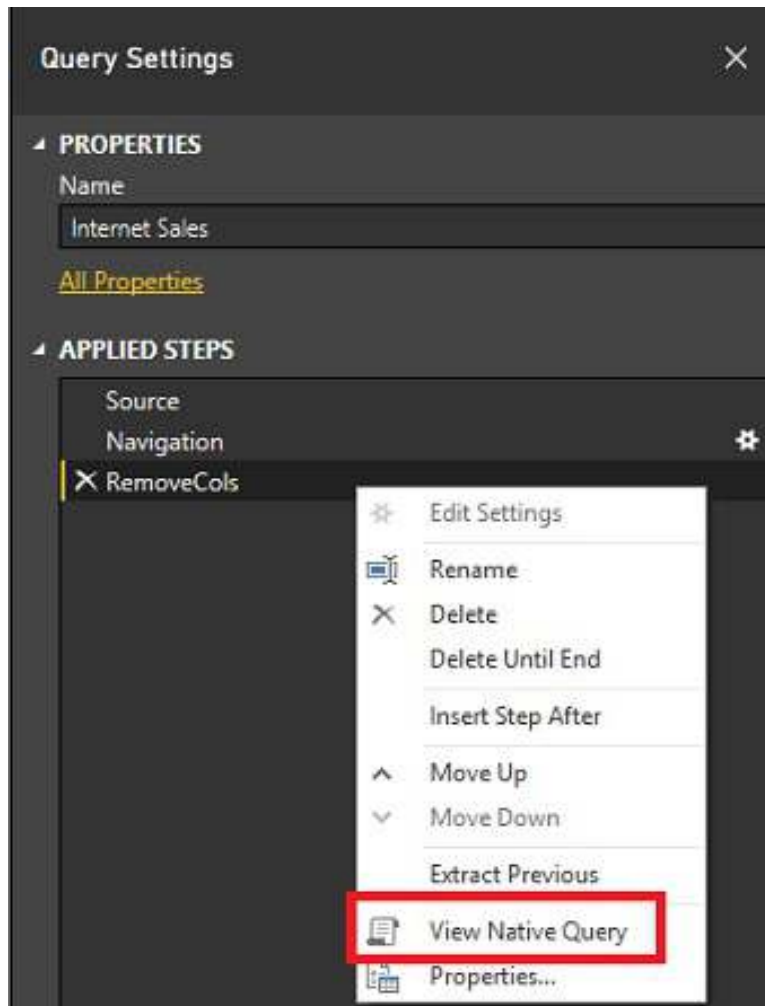 Query Settings
PROPERTIES
Name
Internet Sales
All Properties
APPLIED STEPS
Source
Navigation
RemoveCols
Edit Settings
Rename
Delete
Delete Until End
Insert Step After
Move Up
Move Down
Extract Previous
View Native Query
Properties...